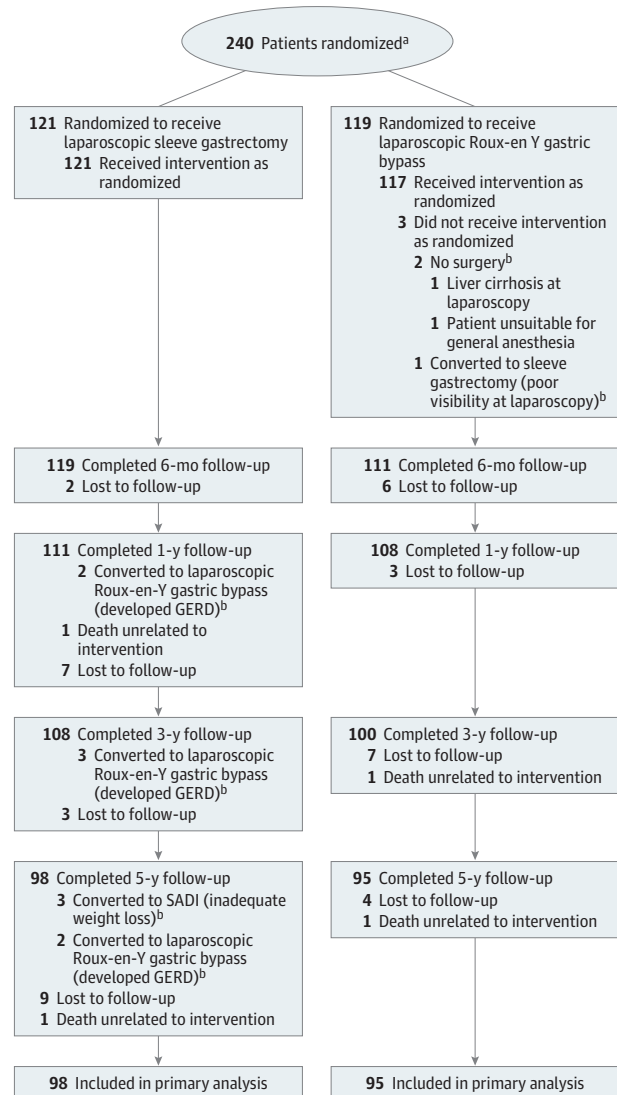 240 Patients randomizedᵃ
121 Randomized to receive
laparoscopic sleeve gastrectomy
121 Received intervention as
randomized
119 Randomized to receive
laparoscopic Roux-en Y gastric
bypass
117 Received intervention as
randomized
3 Did not receive intervention
as randomized
2 No surgeryᵇ
1 Liver cirrhosis at
laparoscopy
1 Patient unsuitable for
general anesthesia
1 Converted to sleeve
gastrectomy (poor
visibility at laparoscopy)ᵇ
119 Completed 6-mo follow-up
2 Lost to follow-up
111 Completed 6-mo follow-up
6 Lost to follow-up
111 Completed 1-y follow-up
2 Converted to laparoscopic
Roux-en-Y gastric bypass
(developed GERD)ᵇ
1 Death unrelated to
intervention
7 Lost to follow-up
108 Completed 1-y follow-up
3 Lost to follow-up
108 Completed 3-y follow-up
3 Converted to laparoscopic
Roux-en-Y gastric bypass
(developed GERD)ᵇ
3 Lost to follow-up
100 Completed 3-y follow-up
7 Lost to follow-up
1 Death unrelated to intervention
98 Completed 5-y follow-up
3 Converted to SADI (inadequate
weight loss)ᵇ
2 Converted to laparoscopic
Roux-en-Y gastric bypass
(developed GERD)ᵇ
9 Lost to follow-up
1 Death unrelated to intervention
95 Completed 5-y follow-up
4 Lost to follow-up
1 Death unrelated to intervention
98 Included in primary analysis
95 Included in primary analysis